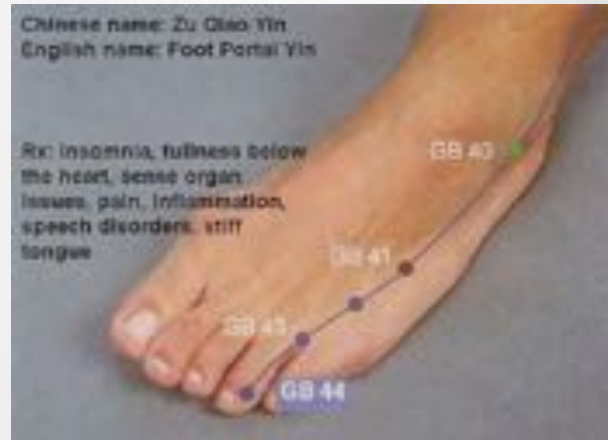 Chinese name: Zu Qiao Yin
English name: Foot Portal Yin
Rx: Insomnia, fullness below
the heart, sense organ
issues, pain, inflammation,
speech disorders, stiff
tongue
GB 40
GB 41
GB 43
GB 44